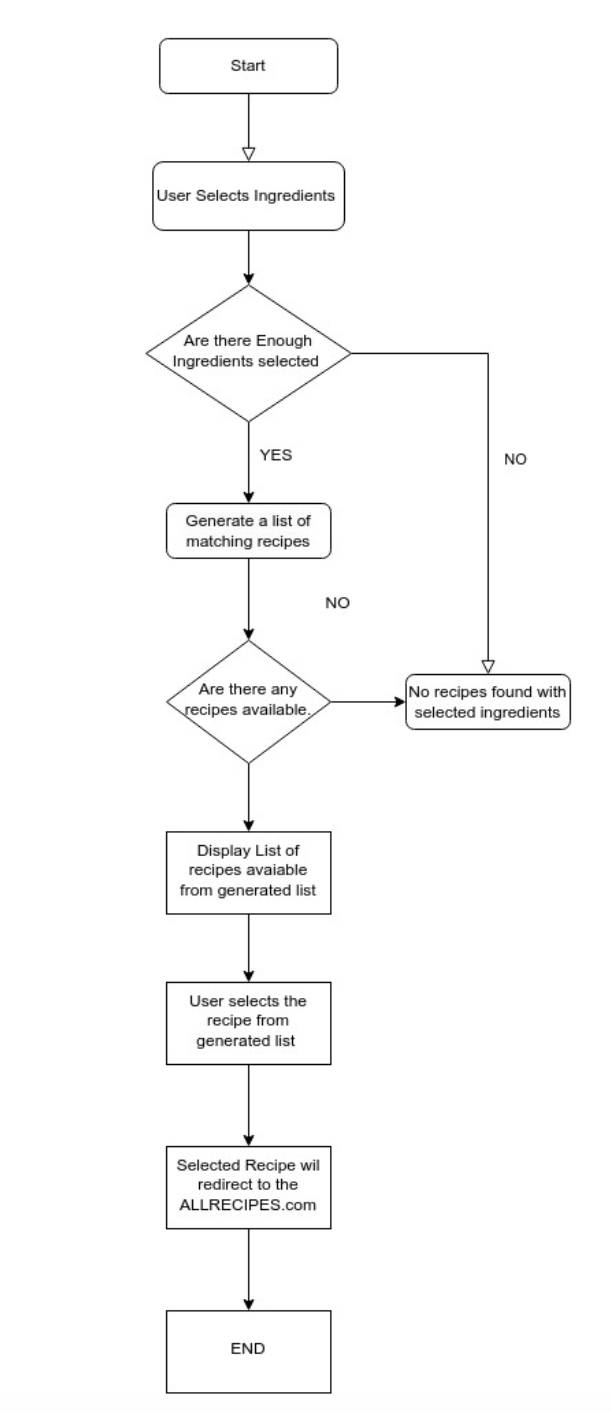 Start
User Selects Ingredients
Are there Enough
Ingredients selected
YES
NO
Generate a list of
matching recipes
NO
Are there any
recipes available.
No recipes found with
selected ingredients
Display List of
recipes avaiable
from generated list
User selects the
recipe from
generated list
Selected Recipe wil
redirect to the
ALLRECIPES.com
END